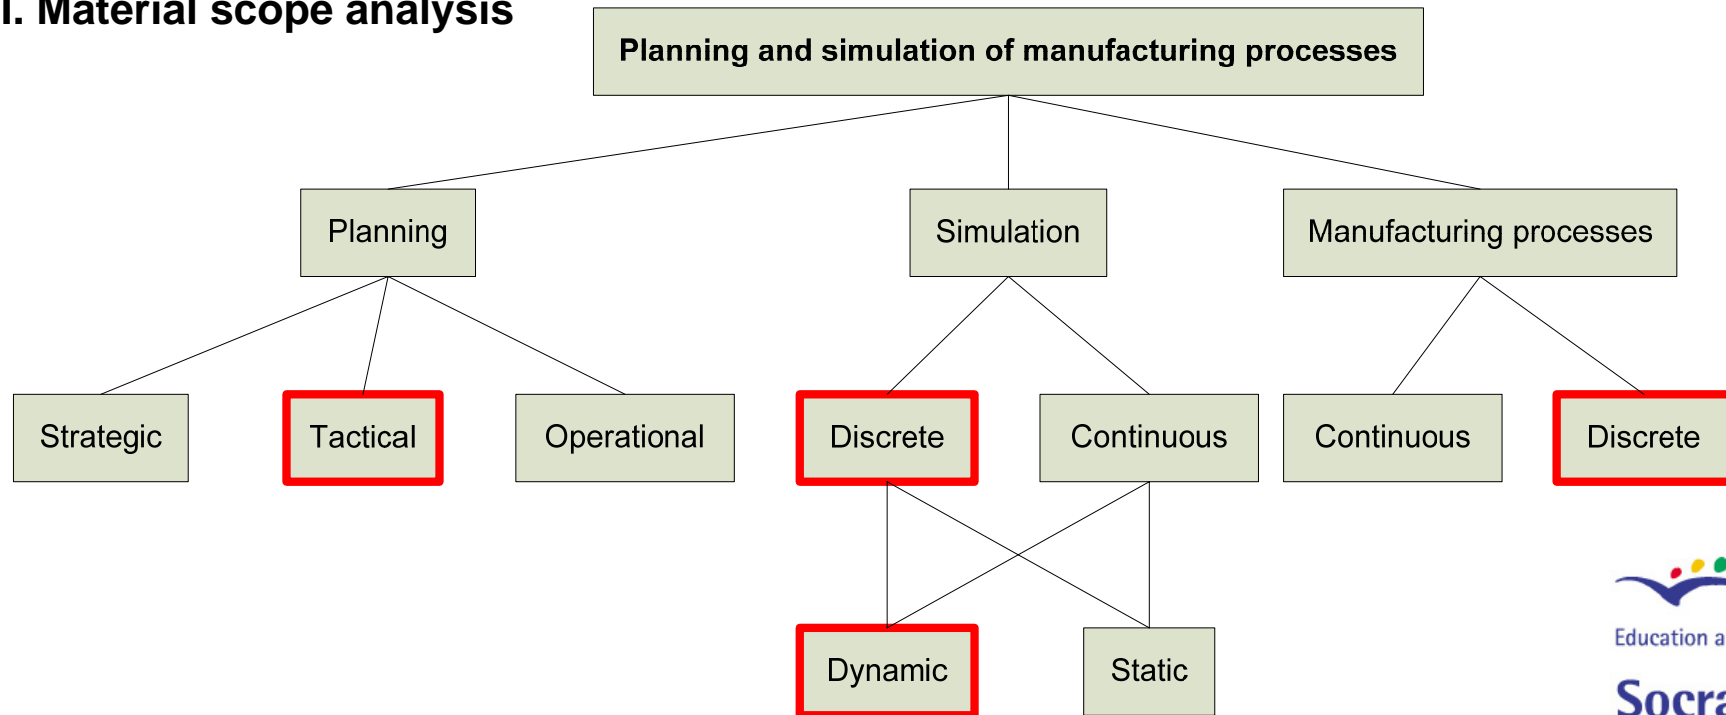 I. Material scope analysis
Planning and simulation of manufacturing processes
Planning
Simulation
Manufacturing processes
Strategic
Tactical
Operational
Discrete
Continuous
Continuous
Discrete
Dynamic
Static
Education a
Socra